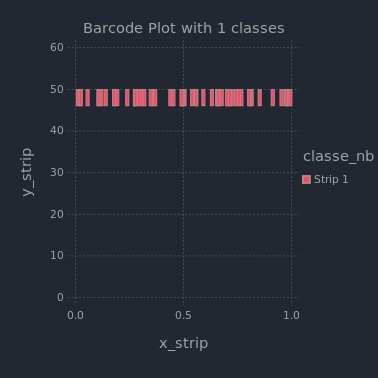 Barcode Plot with 1 classes
60
50
40
30
20
10
0
y_strip
0.0
0.5
1.0
x_strip
classe_nb
Strip 1